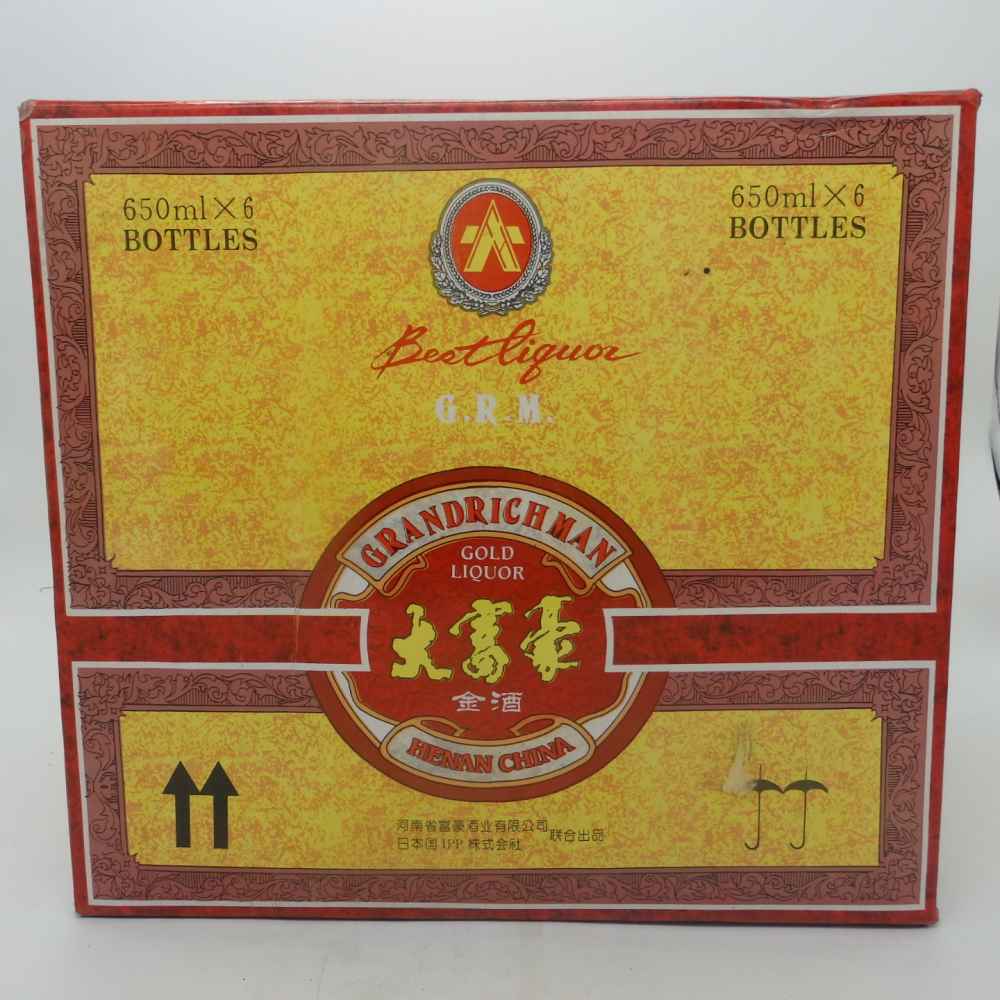 650ml×6
BOTTLES
650ml×6
BOTTLES
Best liquor
G.R.M.
GRANDRICHMAN
GOLD
LIQUOR
大富豪
金酒
HENAN CHINA
河南省富豪酒业有限公司
日本国IPP 株式会社
联合出品